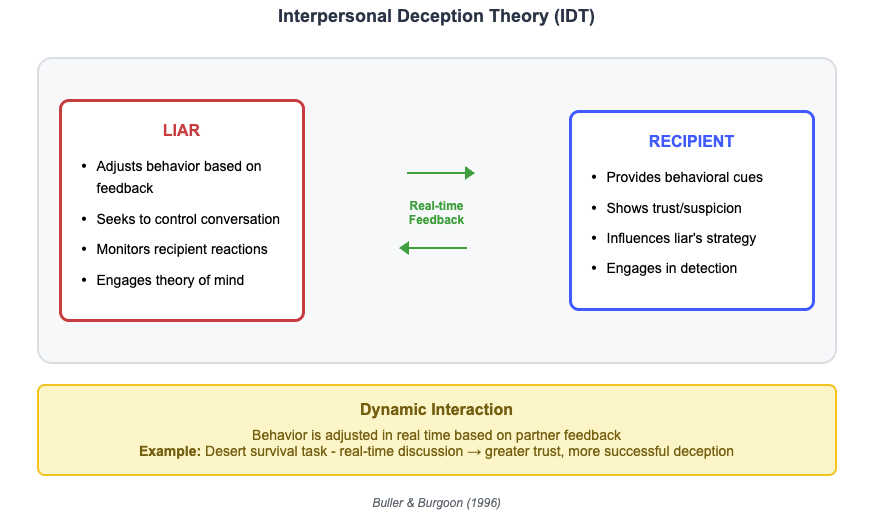 Interpersonal Deception Theory (IDT)
LIAR
• Adjusts behavior based on
feedback
• Seeks to control conversation
• Monitors recipient reactions
• Engages theory of mind
Real-time
Feedback
RECIPIENT
• Provides behavioral cues
• Shows trust/suspicion
• Influences liar's strategy
• Engages in detection
Dynamic Interaction
Behavior is adjusted in real time based on partner feedback
Example: Desert survival task - real-time discussion → greater trust, more successful deception
Buller & Burgoon (1996)